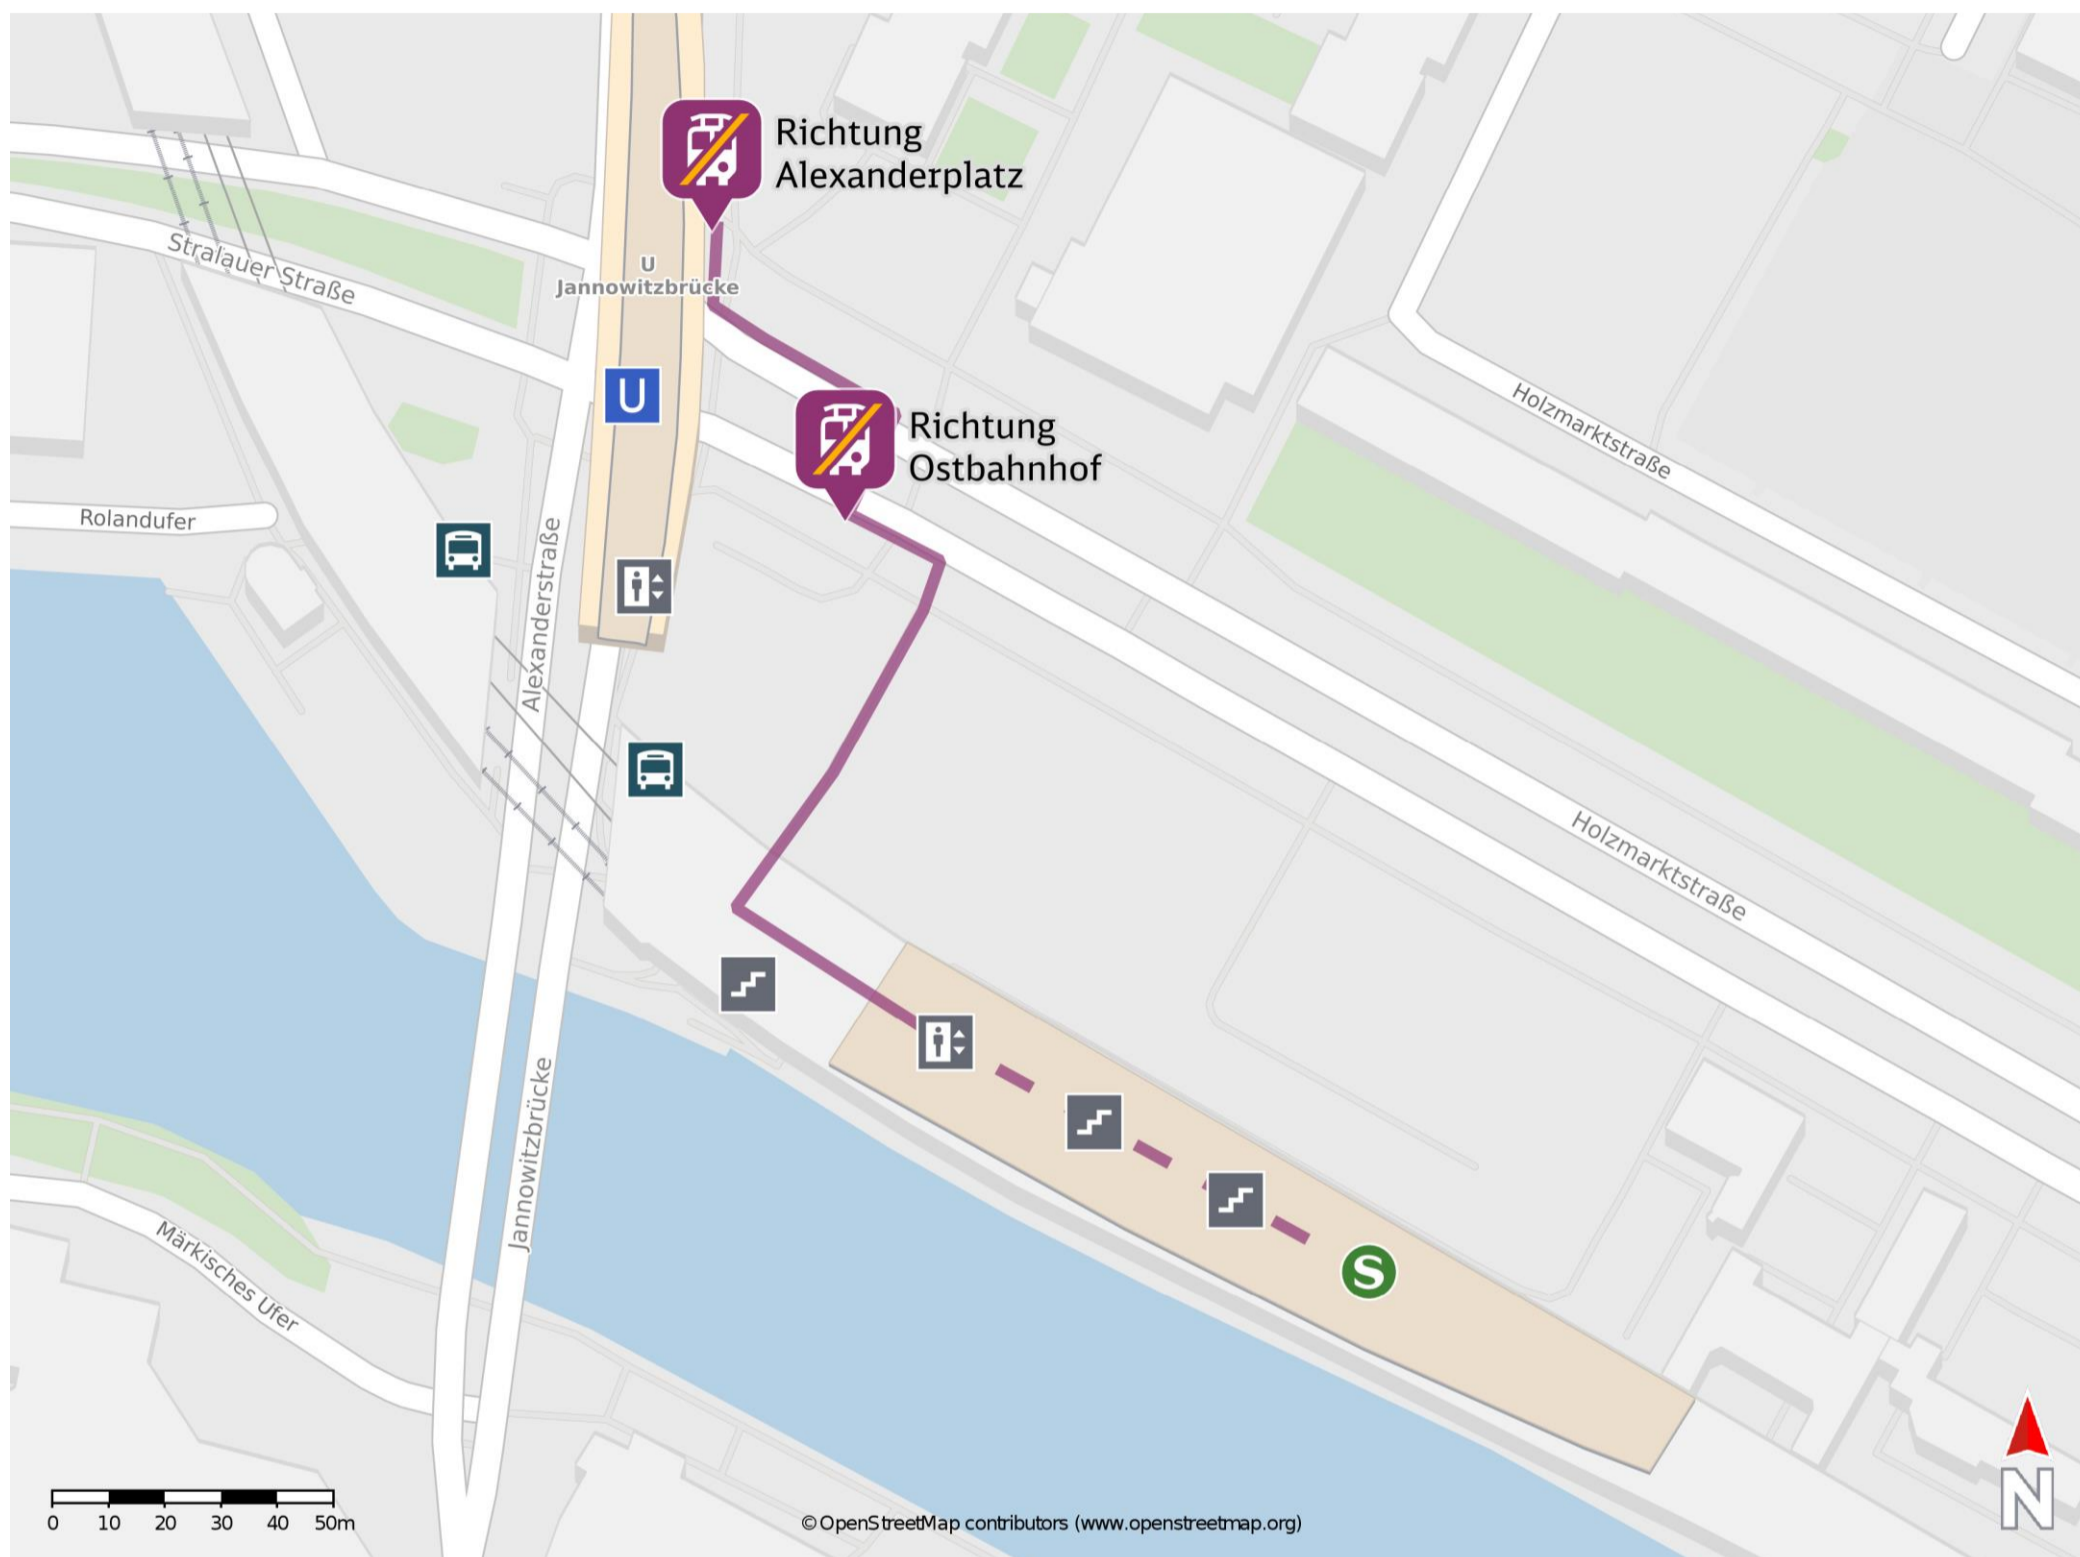 Richtung
Alexanderplatz
Stralauer Straße
U
Jannowitzbrücke
U
Richtung
Ostbahnhof
Holzmarktstraße
Rolandufer
Alexanderstraße
Holzmarktstraße
Jannowitzbrücke
Märkisches Ufer
S
0 10 20 30 40 50m
©OpenStreetMap contributors (www.openstreetmap.org)
N